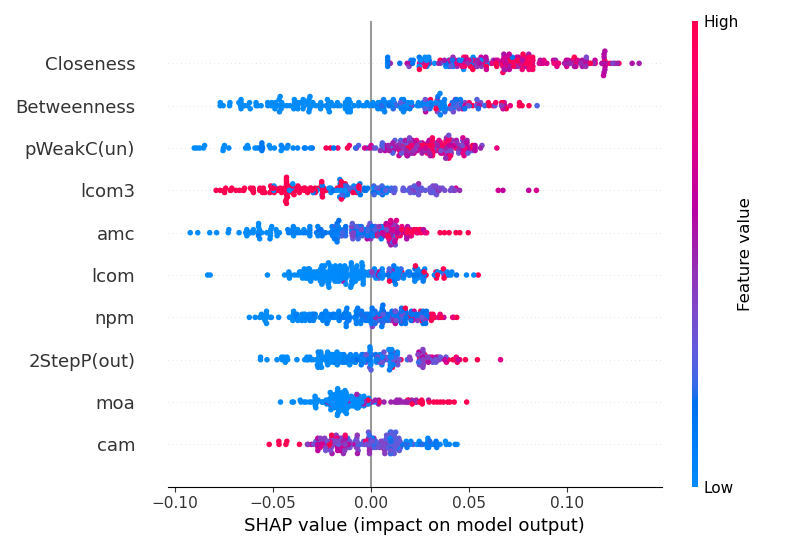 High
Closeness
Betweenness
pWeakC(un)
lcom3
amc
lcom
npm
2StepP(out)
moa
cam
Feature value
Low
−0.10 −0.05 0.00 0.05 0.10
SHAP value (impact on model output)